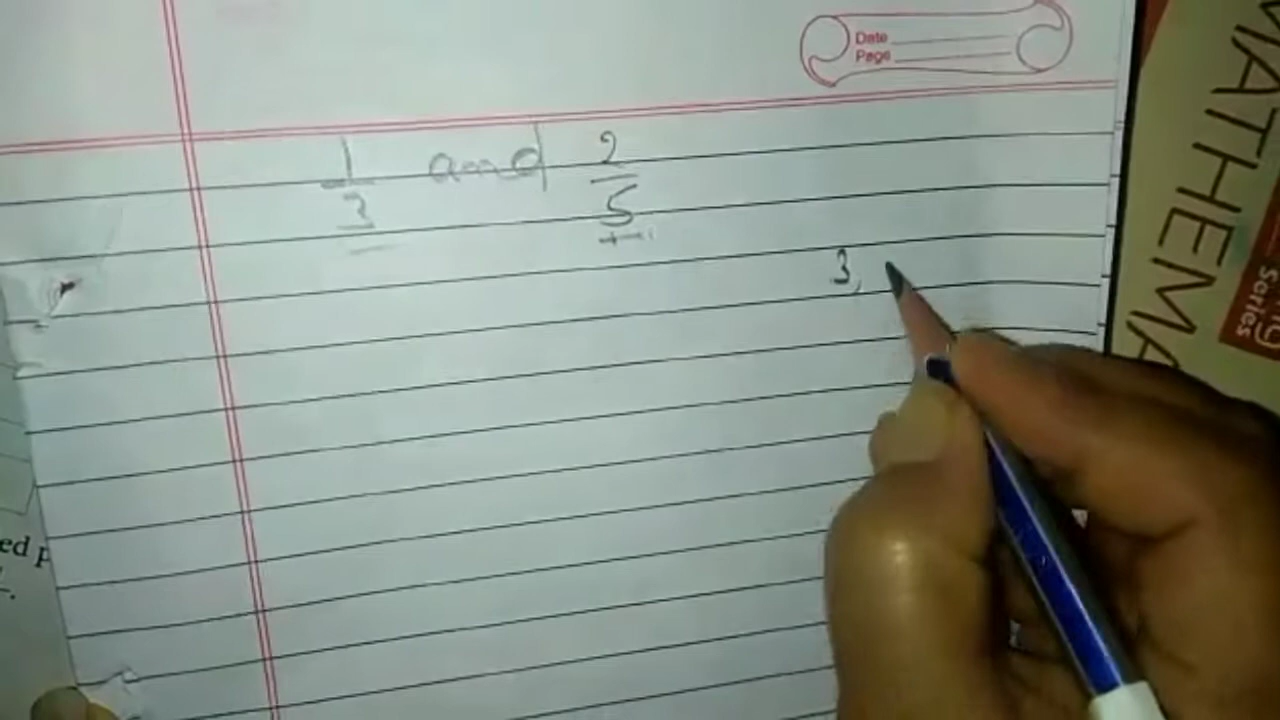 Date
Page
1/3 and 2/5
3,
MATHEMA
Series
ed p